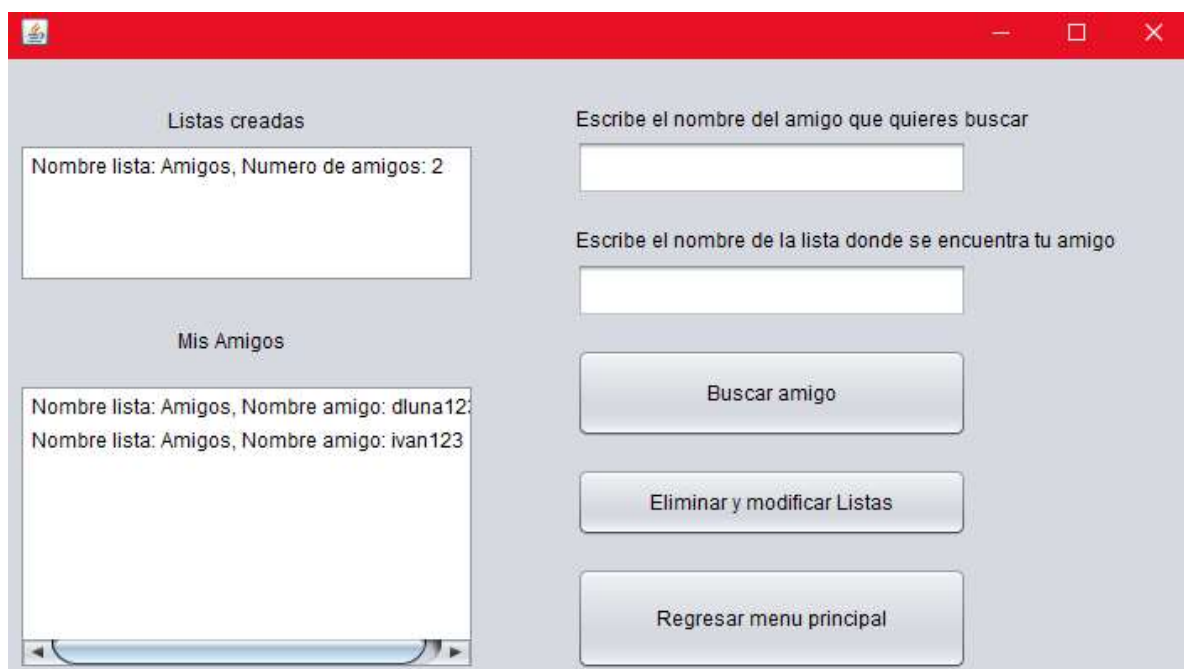 Listas creadas
Nombre lista: Amigos, Numero de amigos: 2
Mis Amigos
Nombre lista: Amigos, Nombre amigo:
Nombre lista: Amigos, Nombre amigo: ivan123
Escribe el nombre del amigo que quieres buscar
Escribe el nombre de la lista donde se encuentra tu amigo
Buscar amigo
Eliminar y modificar Listas
Regresar menu principal